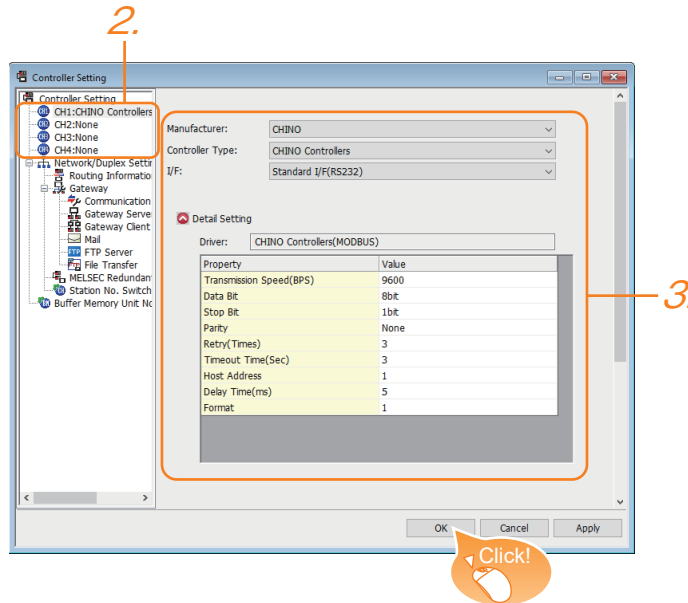 2.
Controller Setting
Controller Setting
CH1:CHINO Controllers
CH2:None
CH3:None
CH4:None
Network/Duplex Settir
Routing Informatio
Gateway
Communication
Gateway Serve
Gateway Client
Mail
FTP Server
File Transfer
MELSEC Redundan
Station No. Switch
Buffer Memory Unit No
Manufacturer: CHINO
Controller Type: CHINO Controllers
I/F: Standard I/F(RS232)
Detail Setting
Driver: CHINO Controllers(MODBUS)
Property Value
Transmission Speed(BPS) 9600
Data Bit 8bit
Stop Bit 1bit
Parity None
Retry(Times) 3
Timeout Time(Sec) 3
Host Address 1
Delay Time(ms) 5
Format 1
3.
OK Cancel Apply
Click!